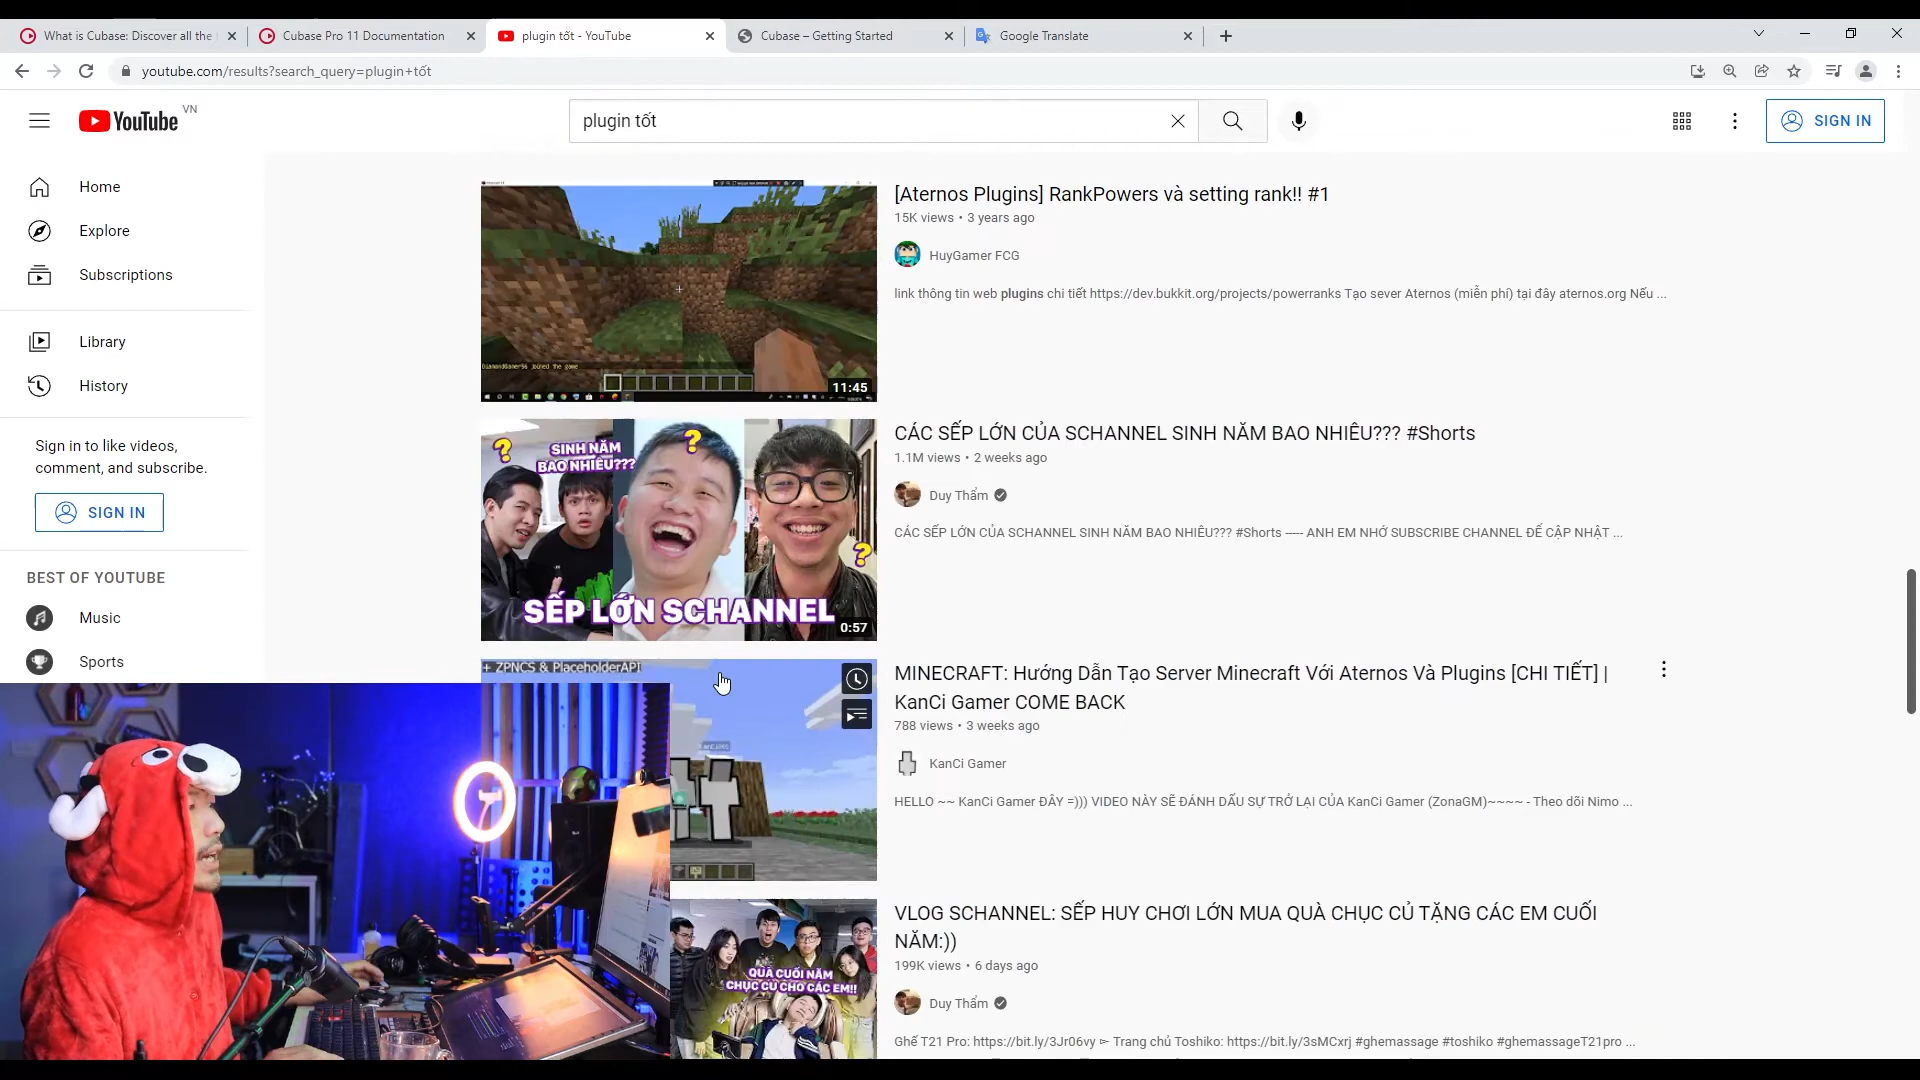 What is Cubase: Discover all the
Cubase Pro 11 Documentation
plugin tốt - YouTube
Cubase – Getting Started
Google Translate
youtube.com/results?search_query=plugin+tốt
YouTube VN
plugin tốt
SIGN IN
Home
Explore
Subscriptions
Library
History
Sign in to like videos,
comment, and subscribe.
SIGN IN
BEST OF YOUTUBE
Music
Sports
DiamondGamer56 joined the game
11:45
[Aternos Plugins] RankPowers và setting rank!! #1
15K views • 3 years ago
HuyGamer FCG
link thông tin web plugins chi tiết https://dev.bukkit.org/projects/powerranks Tạo sever Aternos (miễn phí) tại đây aternos.org Nếu ...
SINH NĂM
BAO NHIÊU???
? ? ?
SẾP LỚN SCHANNEL
0:57
CÁC SẾP LỚN CỦA SCHANNEL SINH NĂM BAO NHIÊU??? #Shorts
1.1M views • 2 weeks ago
Duy Thẩm
CÁC SẾP LỚN CỦA SCHANNEL SINH NĂM BAO NHIÊU??? #Shorts ----- ANH EM NHỚ SUBSCRIBE CHANNEL ĐỂ CẬP NHẬT ...
+ ZPNCS & PlaceholderAPI
MINECRAFT: Hướng Dẫn Tạo Server Minecraft Với Aternos Và Plugins [CHI TIẾT] |
KanCi Gamer COME BACK
788 views • 3 weeks ago
KanCi Gamer
HELLO ~~ KanCi Gamer ĐÂY =))) VIDEO NÀY SẼ ĐÁNH DẤU SỰ TRỞ LẠI CỦA KanCi Gamer (ZonaGM)~~~~ - Theo dõi Nimo ...
QUÀ CUỐI NĂM
CHỤC CỦ CHO CÁC EM!!
VLOG SCHANNEL: SẾP HUY CHƠI LỚN MUA QUÀ CHỤC CỦ TẶNG CÁC EM CUỐI
NĂM:))
199K views • 6 days ago
Duy Thẩm
Ghế T21 Pro: https://bit.ly/3Jr06vy ▻ Trang chủ Toshiko: https://bit.ly/3sMCxrj #ghemassage #toshiko #ghemassageT21pro ...